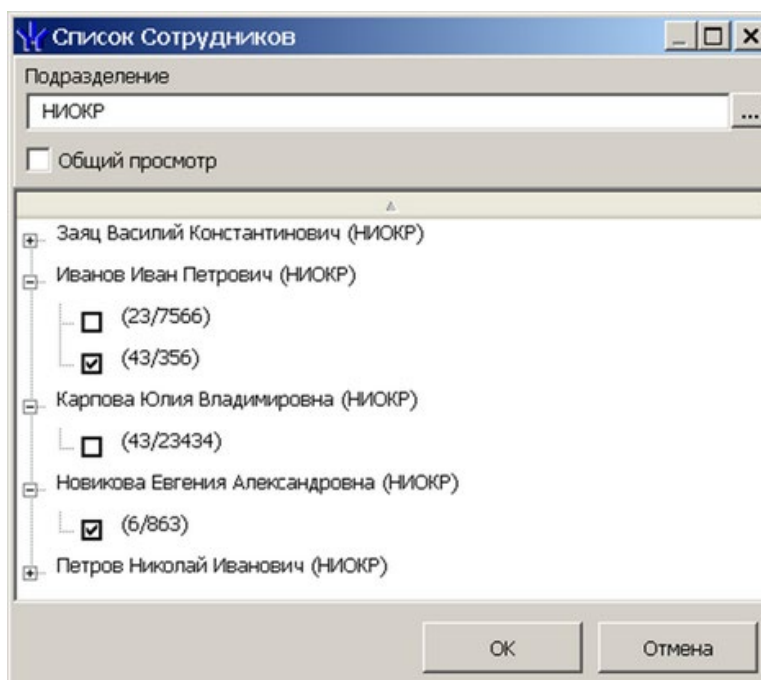 Список Сотрудников
Подразделение
НИОКР
...
Общий просмотр
Заяц Василий Константинович (НИОКР)
Иванов Иван Петрович (НИОКР)
(23/7566)
(43/356)
Карпова Юлия Владимировна (НИОКР)
(43/23434)
Новикова Евгения Александровна (НИОКР)
(6/863)
Петров Николай Иванович (НИОКР)
ОК Отмена